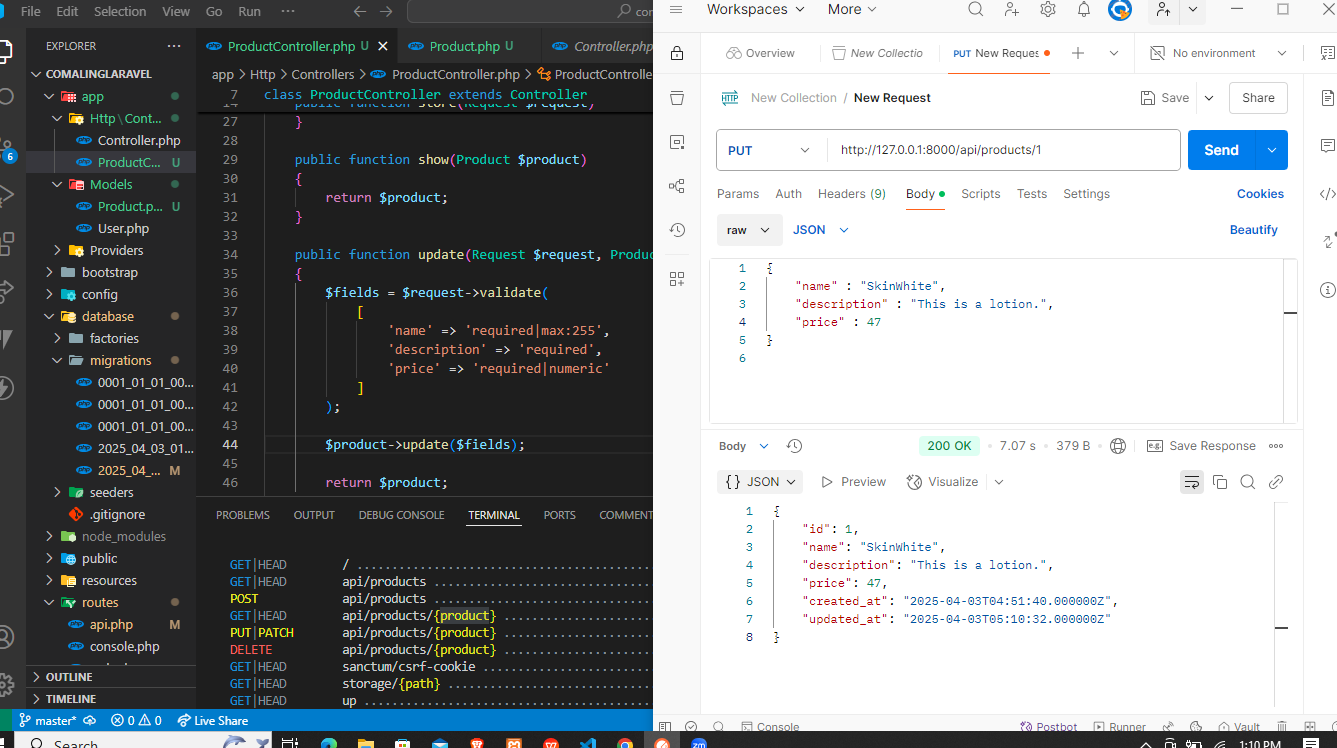 File Edit Selection View Go Run ···
EXPLORER ···
COMALINGLARAVEL
app
Http\Cont...
Controller.php
ProductC... U
Models
Product.p... U
User.php
Providers
bootstrap
config
database
factories
migrations
0001_01_01_00...
0001_01_01_00...
0001_01_01_00...
2025_04_03_01...
2025_04_... M
seeders
.gitignore
node_modules
public
resources
routes
api.php M
console.php
OUTLINE
TIMELINE
6
ProductController.php U
Product.php U
Controller.php
app > Http > Controllers > ProductController.php > ProductControlle
7 class ProductController extends Controller
14 public function store(Request $request)
27 }
28
29 public function show(Product $product)
30 {
31 return $product;
32 }
33
34 public function update(Request $request, Produc
35 {
36 $fields = $request->validate(
37 [
38 'name' => 'required|max:255',
39 'description' => 'required',
40 'price' => 'required|numeric'
41 ]
42 );
43
44 $product->update($fields);
45
46 return $product;
PROBLEMS OUTPUT DEBUG CONSOLE TERMINAL PORTS COMMENT
GET|HEAD / ......................................
GET|HEAD api/products ............................
POST api/products ............................
GET|HEAD api/products/{product} ..................
PUT|PATCH api/products/{product} ..................
DELETE api/products/{product} ..................
GET|HEAD sanctum/csrf-cookie .....................
GET|HEAD storage/{path} ..........................
GET|HEAD up ....................................
master* 0 0 Live Share
Search
Workspaces More
Overview New Collectio PUT New Reques No environment
HTTP New Collection / New Request Save Share
PUT http://127.0.0.1:8000/api/products/1 Send
Params Auth Headers (9) Body Scripts Tests Settings Cookies
raw JSON Beautify
1 {
2 "name" : "SkinWhite",
3 "description" : "This is a lotion.",
4 "price" : 47
5 }
6
Body 200 OK • 7.07 s • 379 B • e.g. Save Response ···
{} JSON Preview Visualize
1 {
2 "id": 1,
3 "name": "SkinWhite",
4 "description": "This is a lotion.",
5 "price": 47,
6 "created_at": "2025-04-03T04:51:40.000000Z",
7 "updated_at": "2025-04-03T05:10:32.000000Z"
8 }
Console Postbot Runner Vault
zm
1:10 PM